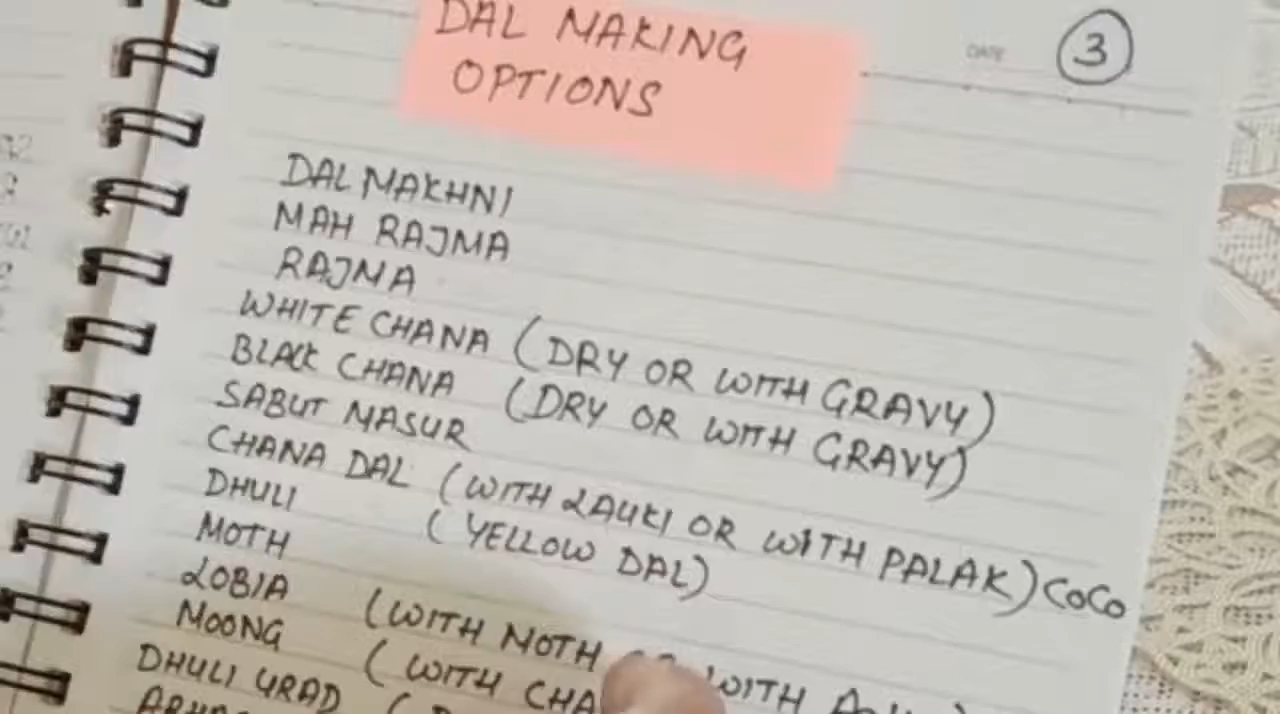 DAL MAKING
OPTIONS
DATE
3
DAL MAKHNI
MAH RAJMA
RAJMA
WHITE CHANA (DRY OR WITH GRAVY)
BLACK CHANA (DRY OR WITH GRAVY)
SABUT MASUR
CHANA DAL (WITH LAUKI OR WITH PALAK) COCO
DHULI (YELLOW DAL)
MOTH
LOBIA (WITH MOTH WITH
MOONG (WITH
DHULI URAD (